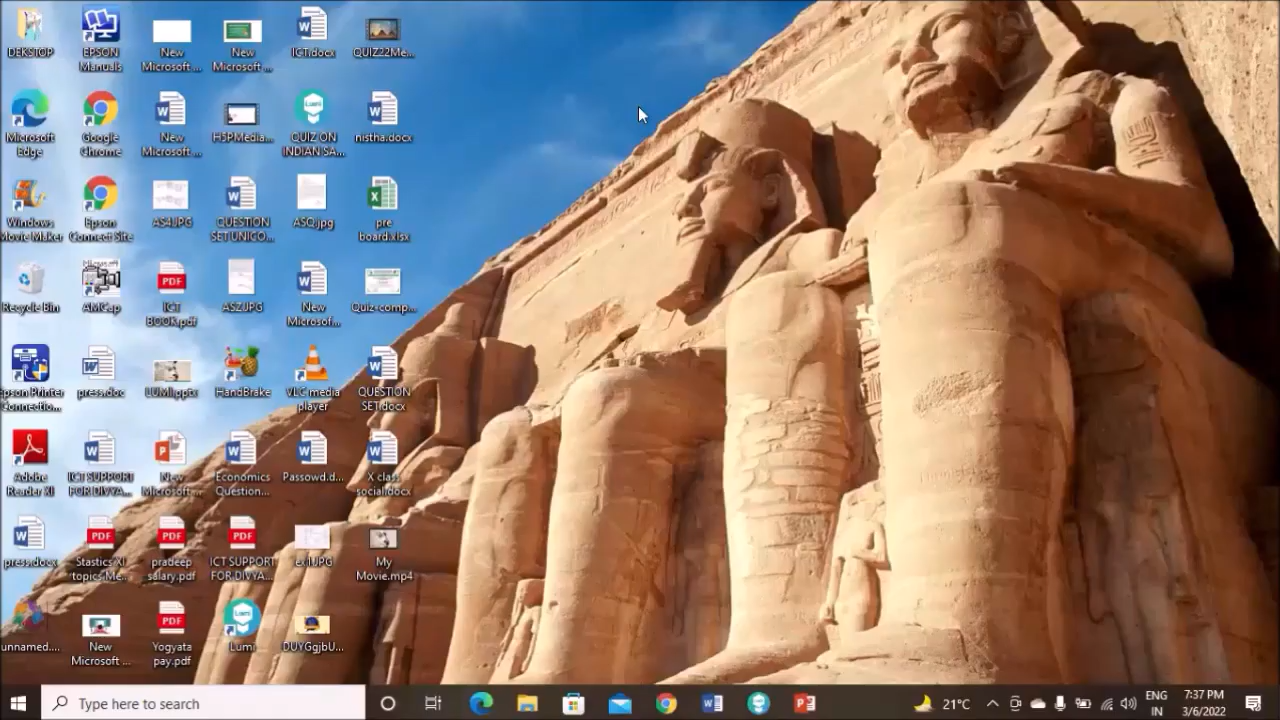 DEKSTOP
EPSON
Manuals
New
Microsoft ...
New
Microsoft ...
ICT.docx
QUIZ22Me...
Microsoft
Edge
Google
Chrome
New
Microsoft ...
H5PMedia...
QUIZ ON
INDIAN SA...
nistha.docx
Windows
Movie Maker
Epson
Connect Site
AS4.JPG
QUESTION
SET UNICO...
ASQ.jpg
pre
board.xlsx
Recycle Bin
AMCap
ICT
BOOK.pdf
ASZ.JPG
New
Microsof...
Quiz-comp...
Epson Printer
Connectio...
press.doc
LUMI.pptx
HandBrake
VLC media
player
QUESTION
SET.docx
Adobe
Reader XI
ICT SUPPORT
FOR DIVYA...
New
Microsoft ...
Economics
Question...
Passowd.d...
X class
social.docx
press.docx
Stastics XI
topics Me...
pradeep
salary.pdf
ICT SUPPORT
FOR DIVYA...
ex1.JPG
My
Movie.mp4
unnamed....
New
Microsoft ...
Yogyata
pay.pdf
Lumi
DUYGgjbU...
Type here to search
21°C
ENG
IN
7:37 PM
3/6/2022